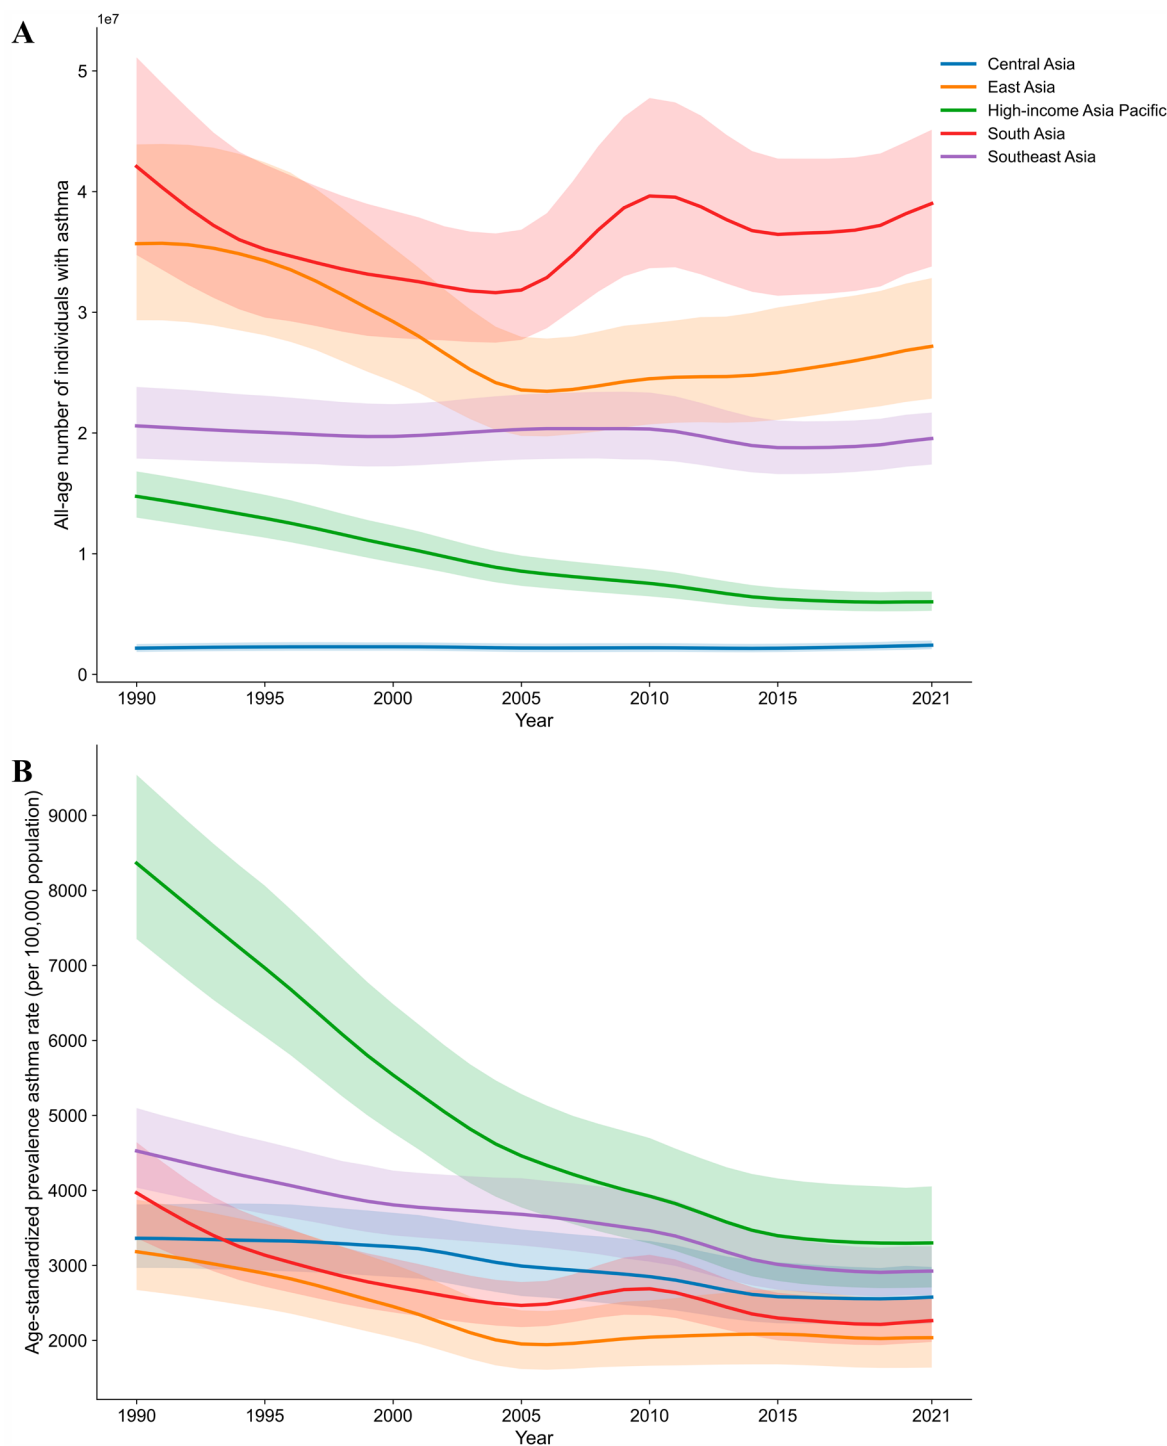 A
1e7
All-age number of individuals with asthma
5
4
3
2
1
0
1990 1995 2000 2005 2010 2015 2021
Year
Central Asia
East Asia
High-income Asia Pacific
South Asia
Southeast Asia
B
Age-standardized prevalence asthma rate (per 100,000 population)
9000
8000
7000
6000
5000
4000
3000
2000
1990 1995 2000 2005 2010 2015 2021
Year